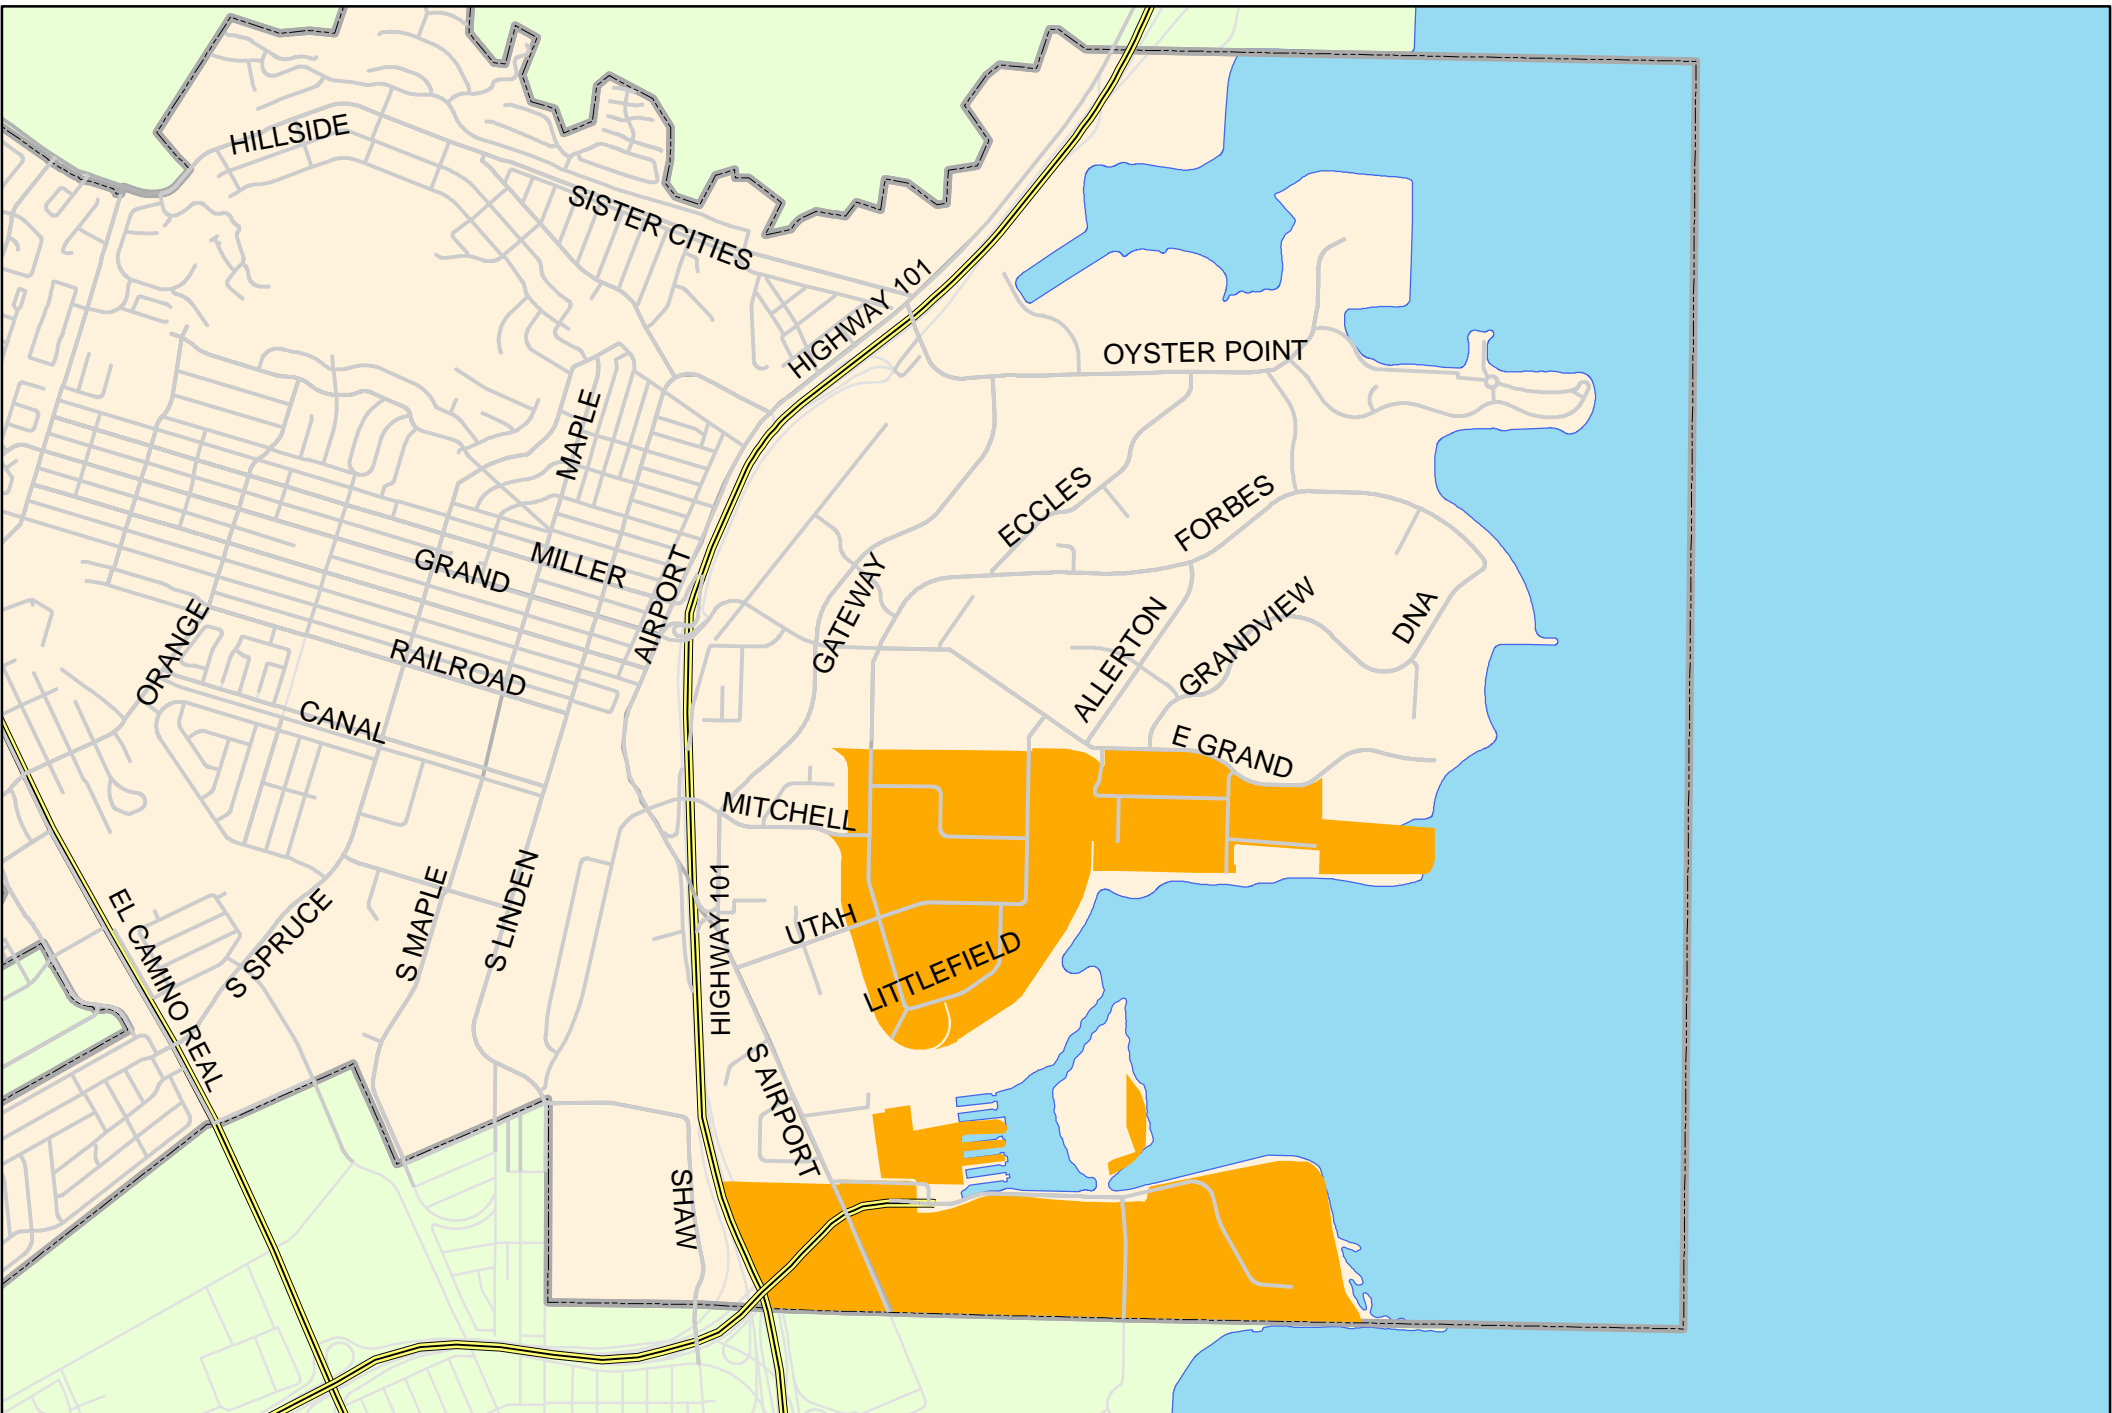 HILLSIDE
SISTER CITIES
HIGHWAY 101
OYSTER POINT
MAPLE
ECCLES
FORBES
GRAND
MILLER
AIRPORT
GATEWAY
ALLERTON
GRANDVIEW
DNA
ORANGE
RAILROAD
CANAL
E GRAND
MITCHELL
EL CAMINO REAL
S SPRUCE
S MAPLE
S LINDEN
HIGHWAY 101
UTAH
LITTLEFIELD
S AIRPORT
SHAW